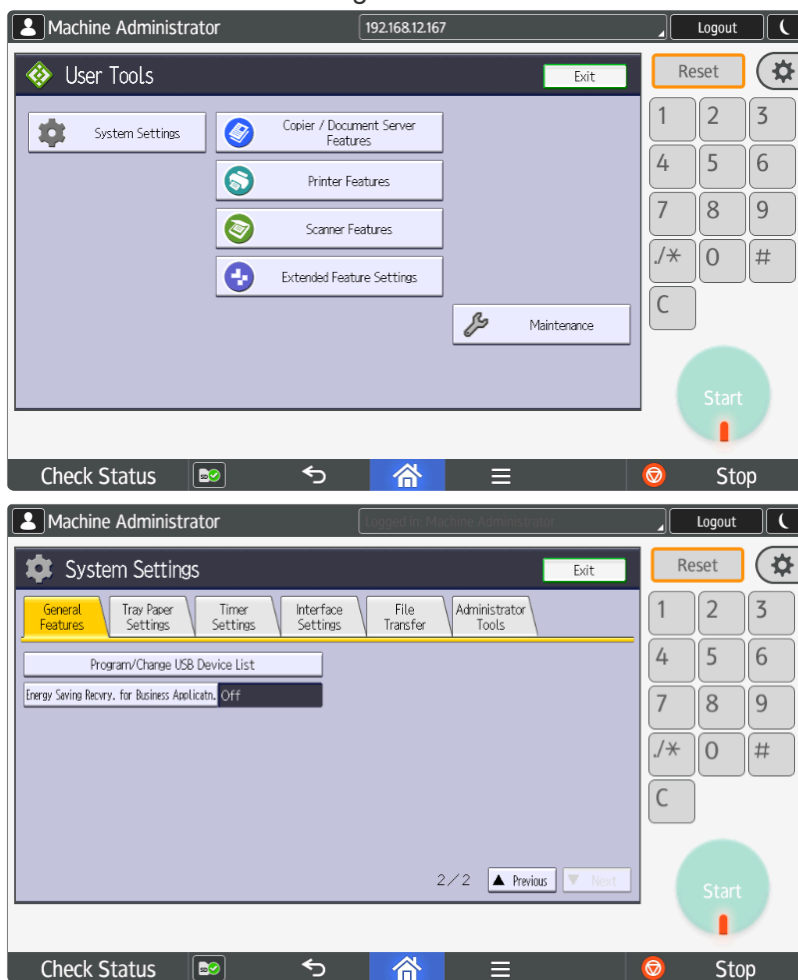 Machine Administrator
192.168.12.167
Logout
User Tools
Exit
Reset
System Settings
Copier / Document Server
Features
Printer Features
Scanner Features
Extended Feature Settings
Maintenance
1 2 3
4 5 6
7 8 9
./* 0 #
C
Start
Check Status
Stop
Machine Administrator
Logged in: Machine Administrator
Logout
System Settings
Exit
Reset
General
Features
Tray Paper
Settings
Timer
Settings
Interface
Settings
File
Transfer
Administrator
Tools
Program/Change USB Device List
Energy Saving Recvry. for Business Applicatn. Off
2/2 ▲ Previous ▼ Next
1 2 3
4 5 6
7 8 9
./* 0 #
C
Start
Check Status
Stop